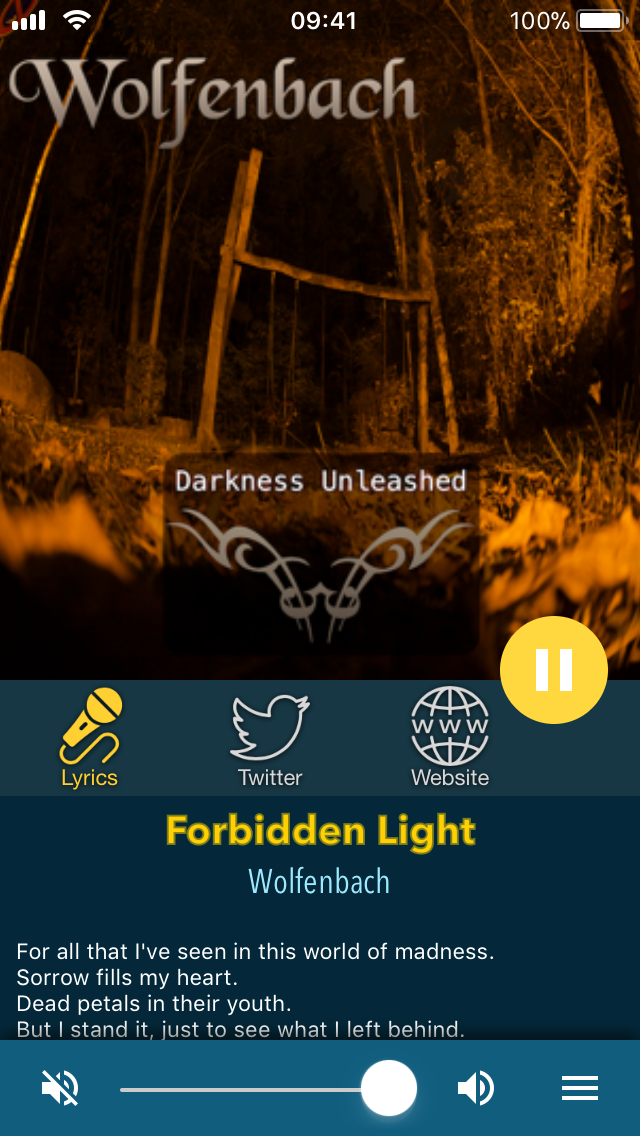 09:41
100%
Wolfenbach
Darkness Unleashed
WWW
Lyrics
Twitter
Website
Forbidden Light
Wolfenbach
For all that I've seen in this world of madness.
Sorrow fills my heart.
Dead petals in their youth.
But I stand it, just to see what I left behind.